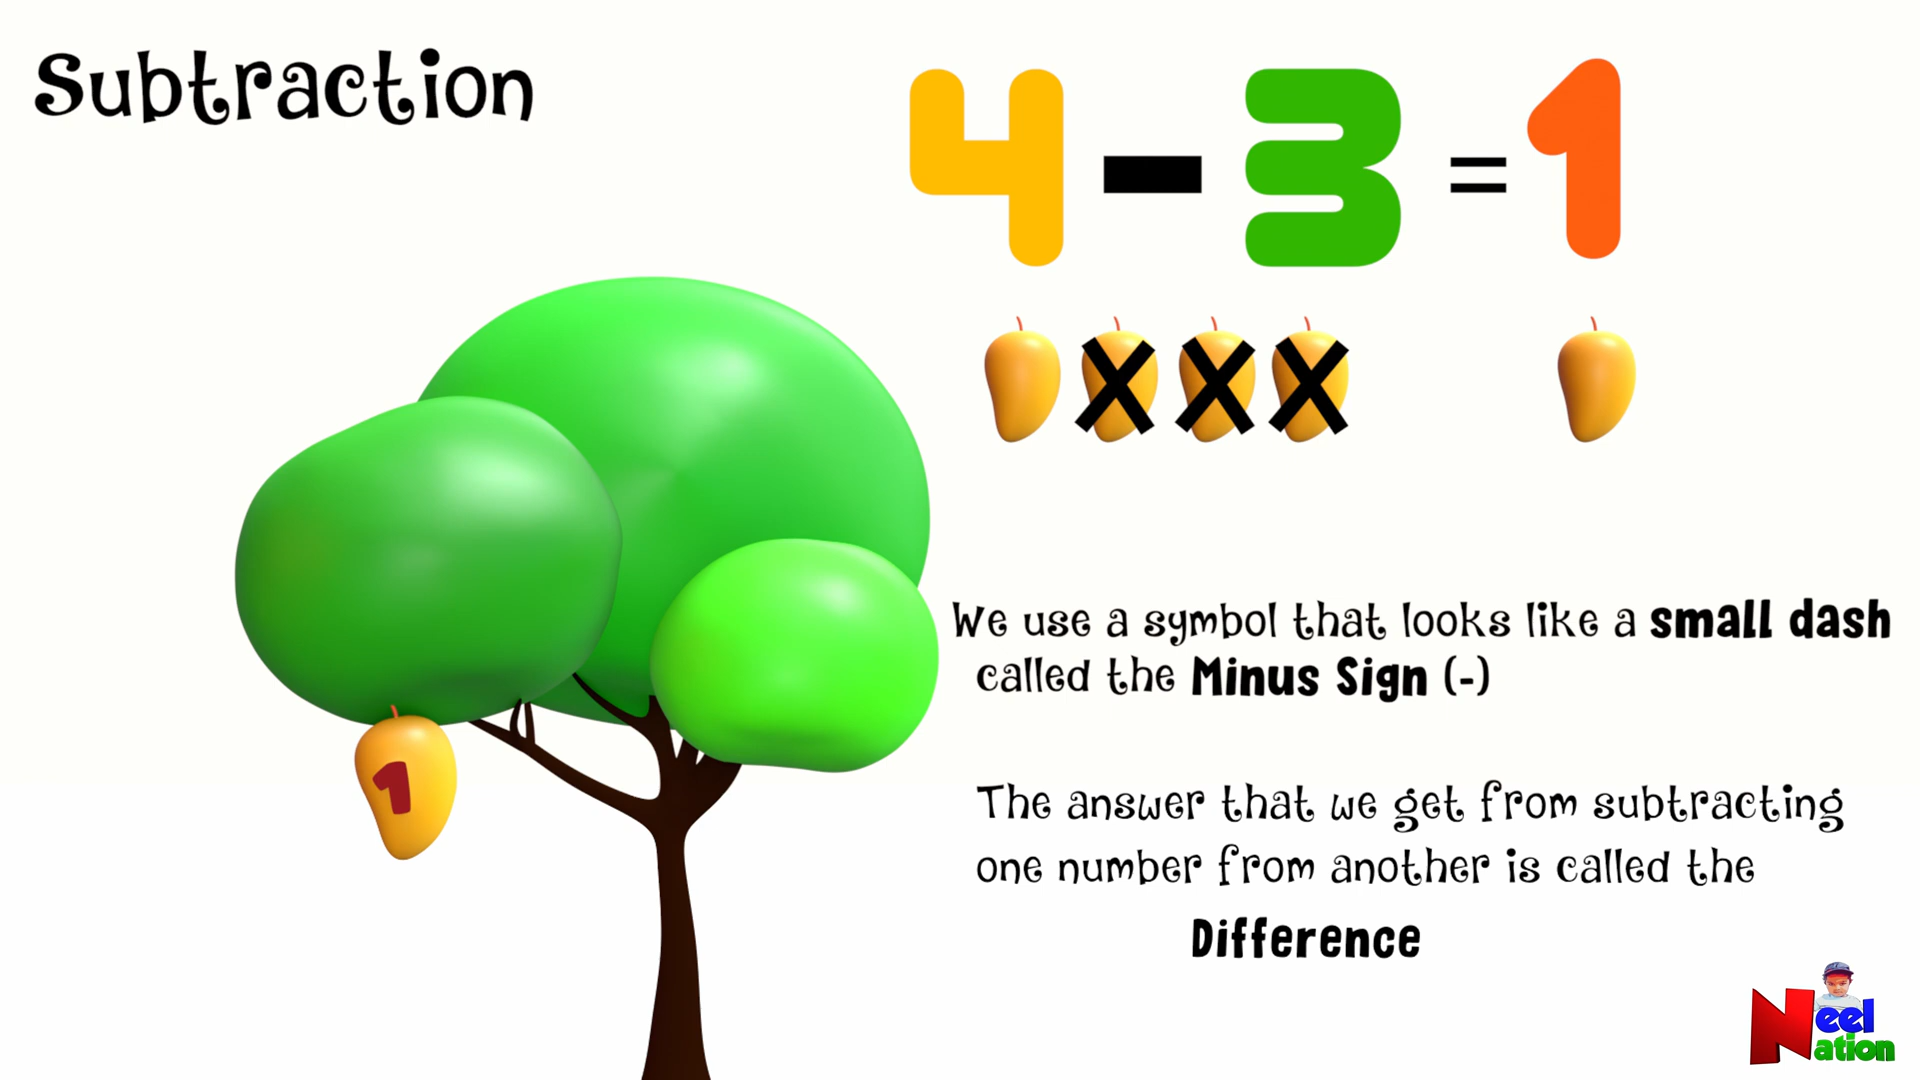 Subtraction
4 - 3 = 1
We use a symbol that looks like a small dash
called the Minus Sign (-)
1
The answer that we get from subtracting
one number from another is called the
Difference
Neel
Nation